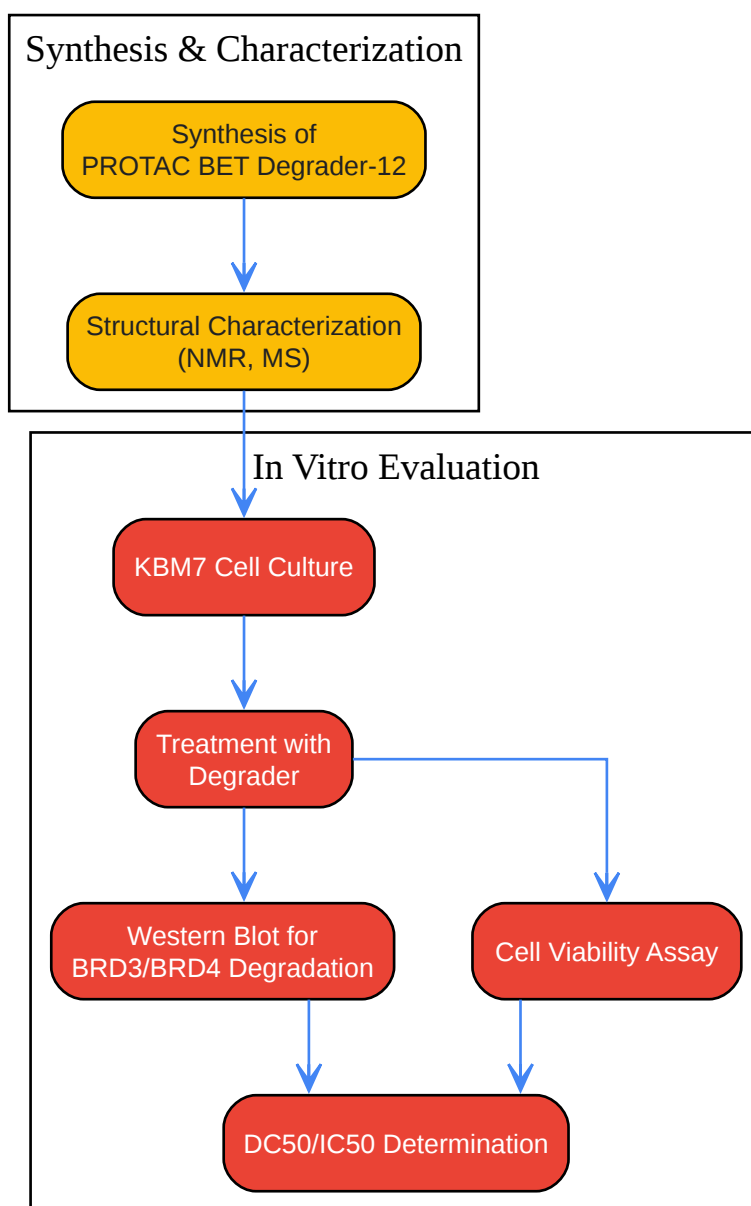 Synthesis & Characterization
Synthesis of
PROTAC BET Degrader-12
Structural Characterization
(NMR, MS)
In Vitro Evaluation
KBM7 Cell Culture
Treatment with
Degrader
Western Blot for
BRD3/BRD4 Degradation
Cell Viability Assay
DC50/IC50 Determination